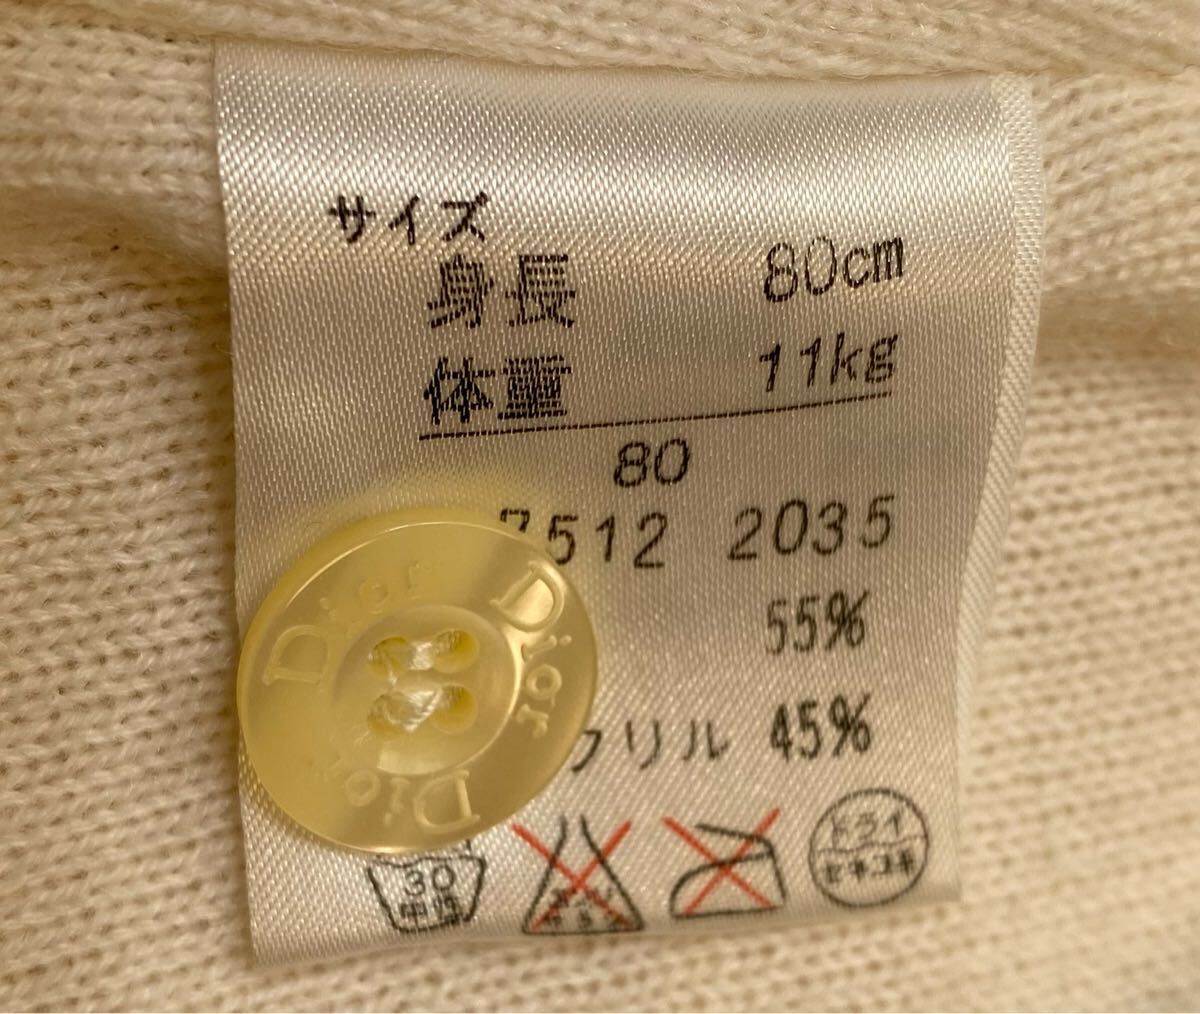 サイズ
身長 80cm
体重 11kg
80
7512 2035
55%
クリル 45%
Dior Dior Dior
30
中性
ドライ
セキユ系